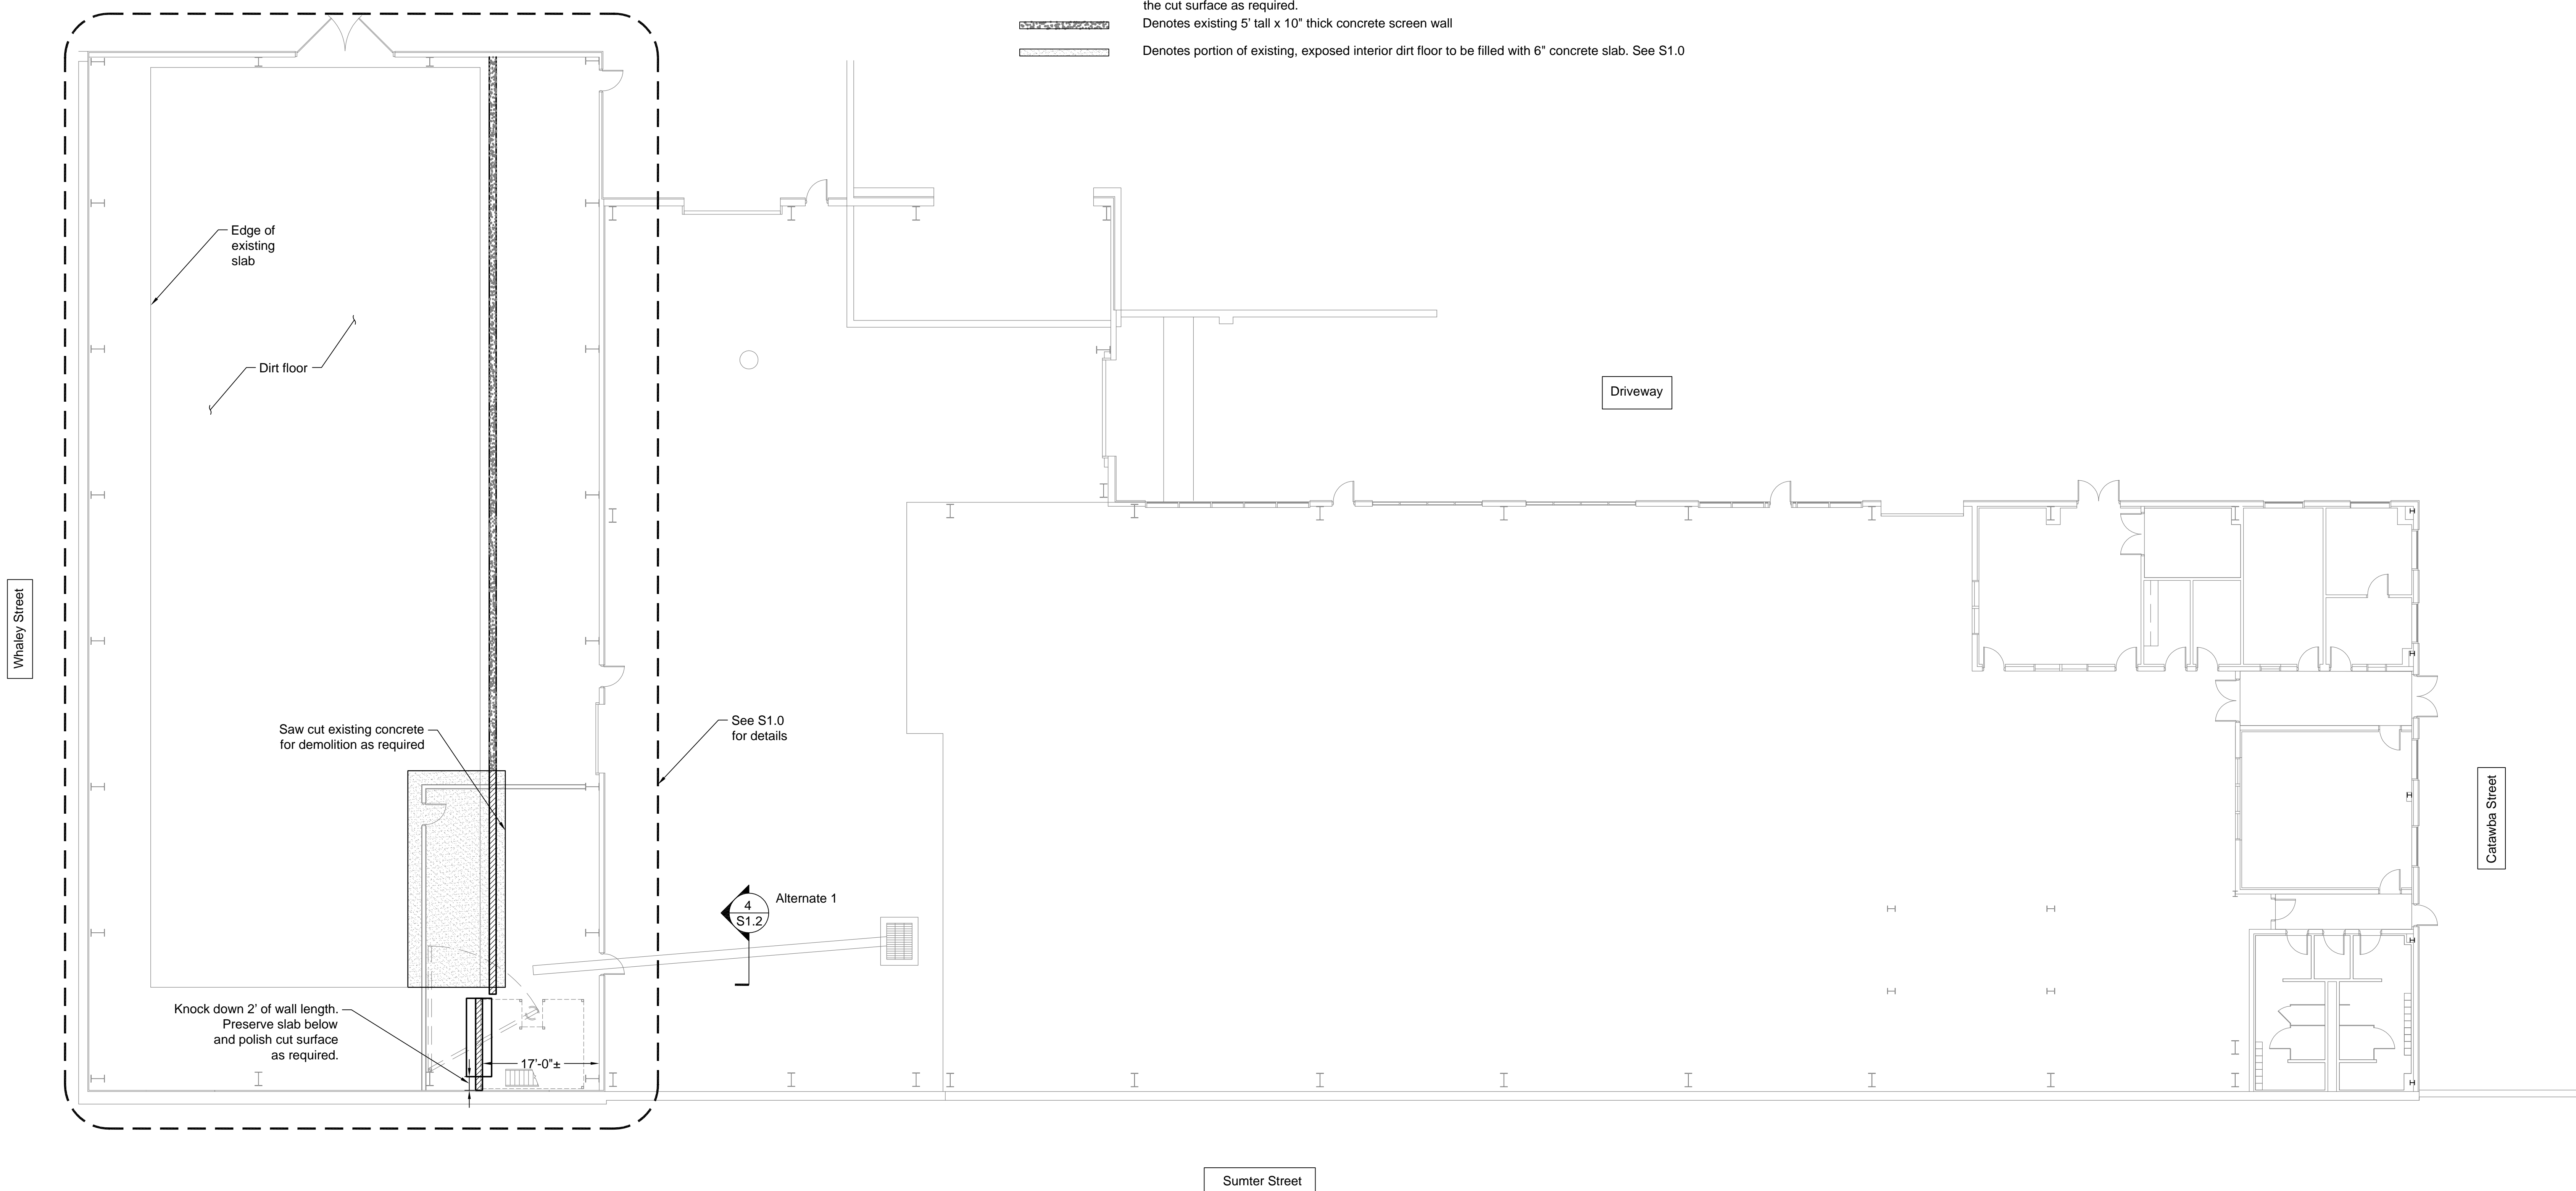 the cut surface as required.
Denotes existing 5' tall x 10" thick concrete screen wall
Denotes portion of existing, exposed interior dirt floor to be filled with 6" concrete slab. See S1.0
Edge of
existing
slab
Dirt floor
Driveway
Whaley Street
Saw cut existing concrete
for demolition as required
See S1.0
for details
Catawba Street
4
S1.2
Alternate 1
Knock down 2' of wall length.
Preserve slab below
and polish cut surface
as required.
17'-0"±
Sumter Street